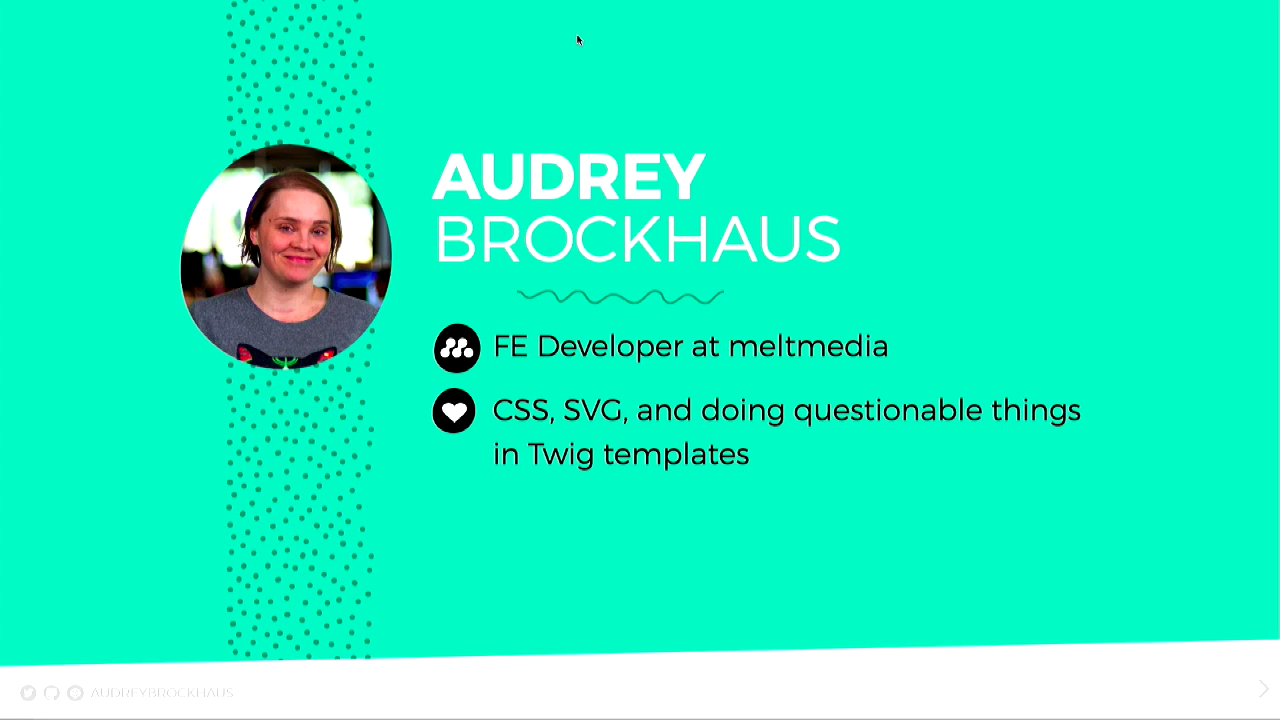 AUDREY
BROCKHAUS
FE Developer at meltmedia
CSS, SVG, and doing questionable things
in Twig templates
AUDREYBROCKHAUS